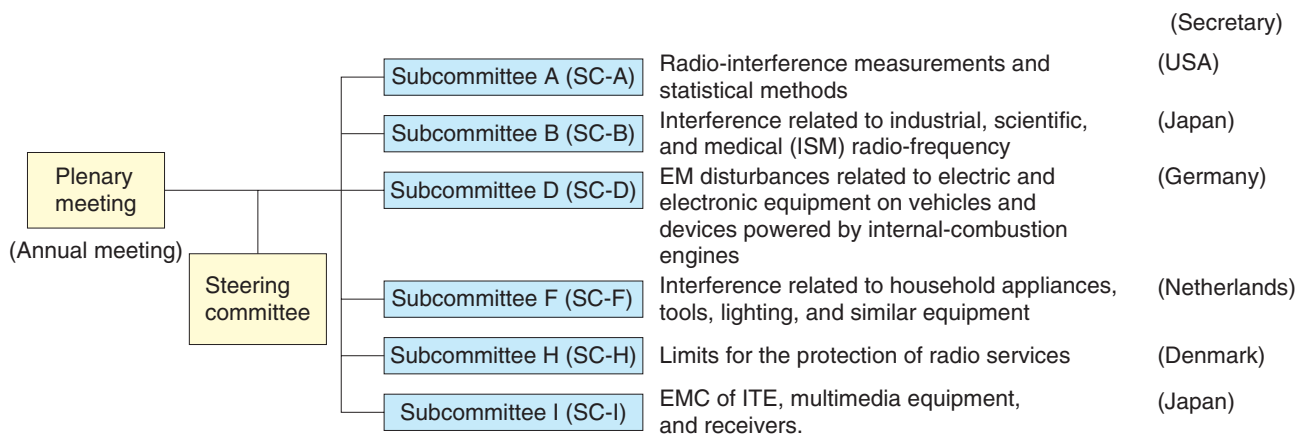 (Secretary)
Subcommittee A (SC-A)
Radio-interference measurements and
statistical methods
(USA)
Subcommittee B (SC-B)
Interference related to industrial, scientific,
and medical (ISM) radio-frequency
(Japan)
Plenary
meeting
(Annual meeting)
Subcommittee D (SC-D)
EM disturbances related to electric and
electronic equipment on vehicles and
devices powered by internal-combustion
engines
(Germany)
Steering
committee
Subcommittee F (SC-F)
Interference related to household appliances,
tools, lighting, and similar equipment
(Netherlands)
Subcommittee H (SC-H)
Limits for the protection of radio services
(Denmark)
Subcommittee I (SC-I)
EMC of ITE, multimedia equipment,
and receivers.
(Japan)